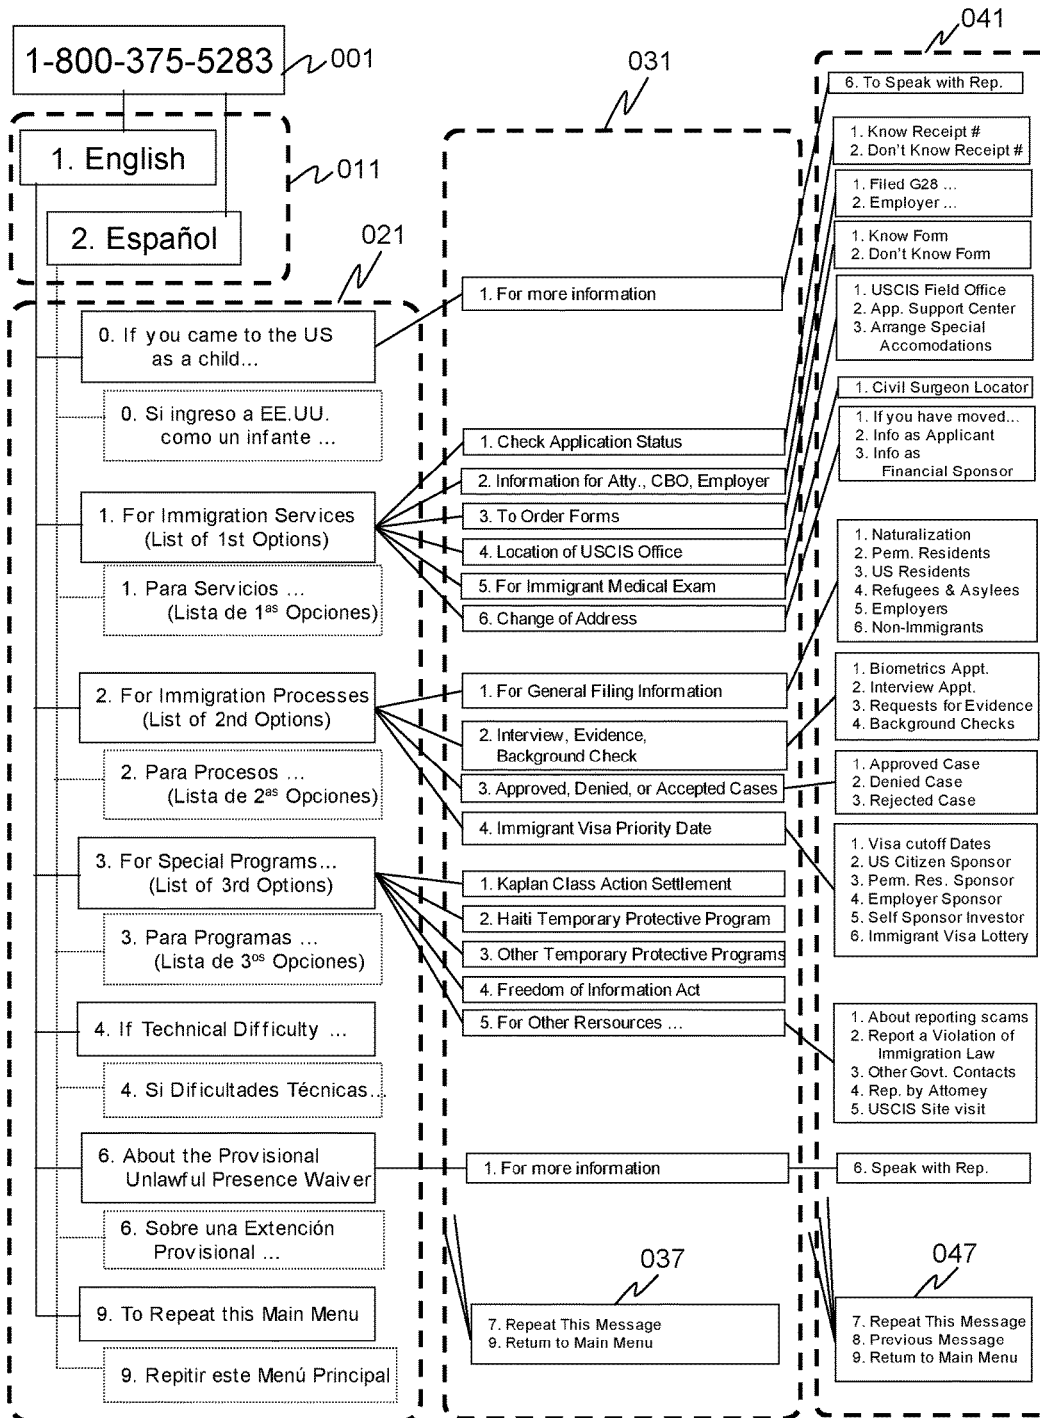 1-800-375-5283
001
1. English
2. Español
011
021
0. If you came to the US
as a child...
0. Si ingreso a EE.UU.
como un infante ...
1. For Immigration Services
(List of 1st Options)
1. Para Servicios ...
(Lista de 1as Opciones)
2. For Immigration Processes
(List of 2nd Options)
2. Para Procesos ...
(Lista de 2as Opciones)
3. For Special Programs...
(List of 3rd Options)
3. Para Programas ...
(Lista de 3os Opciones)
4. If Technical Difficulty ...
4. Si Dificultades Técnicas...
6. About the Provisional
Unlawful Presence Waiver
6. Sobre una Extención
Provisional ...
9. To Repeat this Main Menu
9. Repitir este Menú Principal
031
1. For more information
1. Check Application Status
2. Information for Atty., CBO, Employer
3. To Order Forms
4. Location of USCIS Office
5. For Immigrant Medical Exam
6. Change of Address
1. For General Filing Information
2. Interview, Evidence,
Background Check
3. Approved, Denied, or Accepted Cases
4. Immigrant Visa Priority Date
1. Kaplan Class Action Settlement
2. Haiti Temporary Protective Program
3. Other Temporary Protective Programs
4. Freedom of Information Act
5. For Other Rersources ...
1. For more information
037
7. Repeat This Message
9. Return to Main Menu
041
6. To Speak with Rep.
1. Know Receipt #
2. Don't Know Receipt #
1. Filed G28 ...
2. Employer ...
1. Know Form
2. Don't Know Form
1. USCIS Field Office
2. App. Support Center
3. Arrange Special
Accomodations
1. Civil Surgeon Locator
1. If you have moved...
2. Info as Applicant
3. Info as
Financial Sponsor
1. Naturalization
2. Perm. Residents
3. US Residents
4. Refugees & Asylees
5. Employers
6. Non-Immigrants
1. Biometrics Appt.
2. Interview Appt.
3. Requests for Evidence
4. Background Checks
1. Approved Case
2. Denied Case
3. Rejected Case
1. Visa cutoff Dates
2. US Citizen Sponsor
3. Perm. Res. Sponsor
4. Employer Sponsor
5. Self Sponsor Investor
6. Immigrant Visa Lottery
1. About reporting scams
2. Report a Violation of
Immigration Law
3. Other Govt. Contacts
4. Rep. by Attorney
5. USCIS Site visit
6. Speak with Rep.
047
7. Repeat This Message
8. Previous Message
9. Return to Main Menu